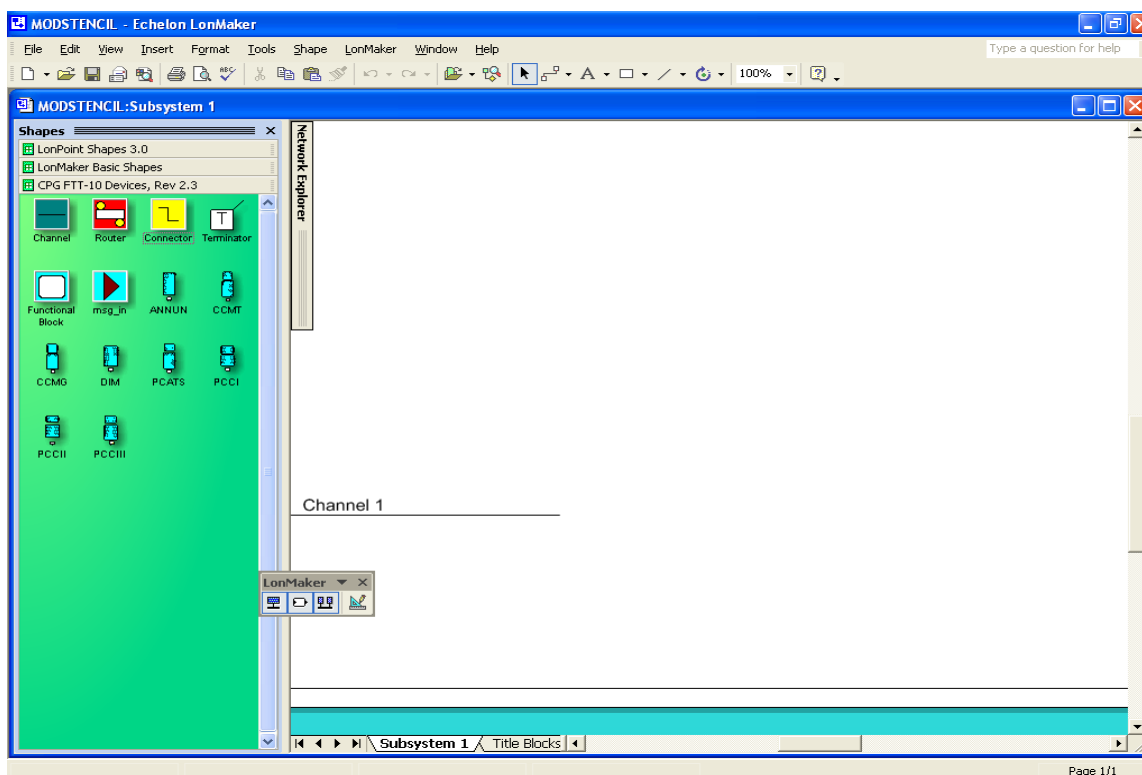 MODSTENCIL - Echelon LonMaker
File Edit View Insert Format Tools Shape LonMaker Window Help
Type a question for help
ABC
A
100%
MODSTENCIL:Subsystem 1
Shapes
LonPoint Shapes 3.0
LonMaker Basic Shapes
CPG FTT-10 Devices, Rev 2.3
Network Explorer
T
Channel Router Connector Terminator
Functional Block msg_in ANNUN CCMT
CCMG DIM PCATS PCCI
PCCII PCCIII
Channel 1
LonMaker
Subsystem 1 Title Blocks
Page 1/1